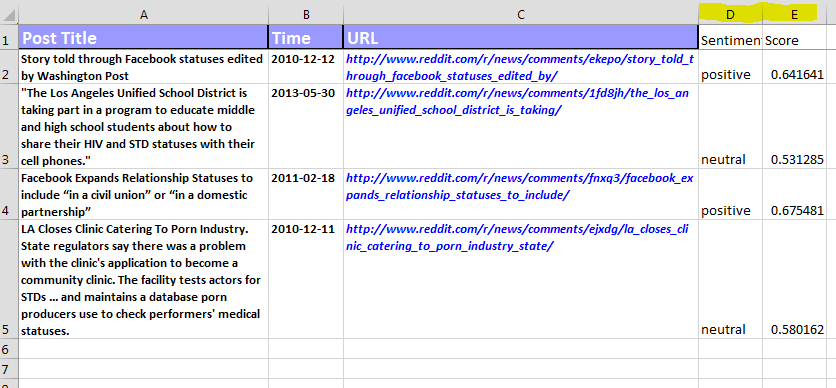 A B C D E
1 Post Title Time URL Sentimen Score
Story told through Facebook statuses edited 2010-12-12 http://www.reddit.com/r/news/comments/ekepo/story_told_t
2 by Washington Post hrough_facebook_statuses_edited_by/ positive 0.641641
"The Los Angeles Unified School District is 2013-05-30 http://www.reddit.com/r/news/comments/1fd8jh/the_los_an
taking part in a program to educate middle geles_unified_school_district_is_taking/
and high school students about how to
share their HIV and STD statuses with their
3 cell phones." neutral 0.531285
Facebook Expands Relationship Statuses to 2011-02-18 http://www.reddit.com/r/news/comments/fnxq3/facebook_ex
include “in a civil union” or “in a domestic pands_relationship_statuses_to_include/
4 partnership” positive 0.675481
LA Closes Clinic Catering To Porn Industry. 2010-12-11 http://www.reddit.com/r/news/comments/ejxdg/la_closes_cli
State regulators say there was a problem nic_catering_to_porn_industry_state/
with the clinic's application to become a
community clinic. The facility tests actors for
STDs ... and maintains a database porn
producers use to check performers' medical
5 statuses. neutral 0.580162
6
7